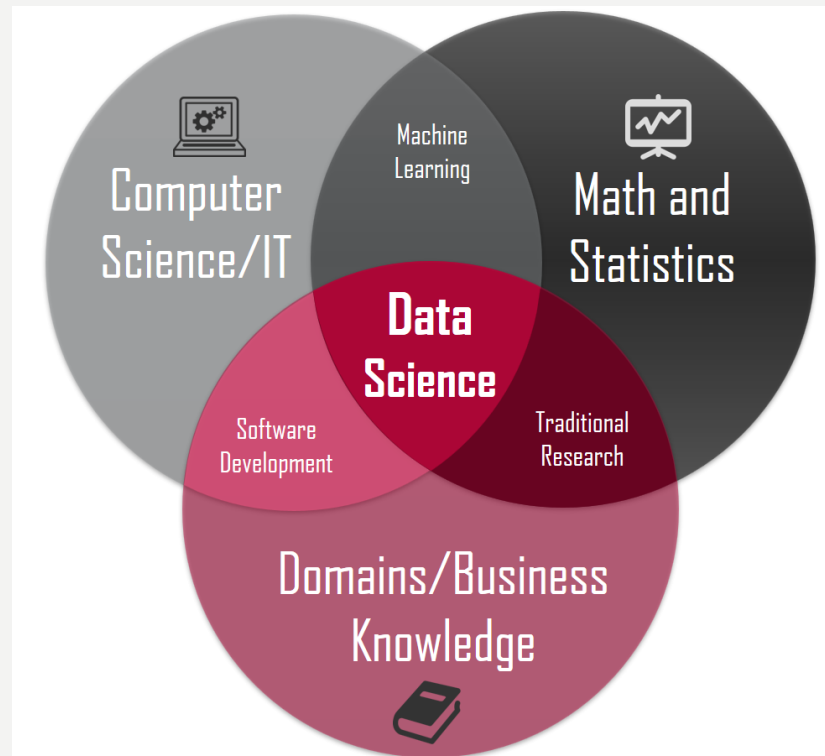 Machine
Learning
Computer
Science/IT
Math and
Statistics
Data
Science
Software
Development
Traditional
Research
Domains/Business
Knowledge